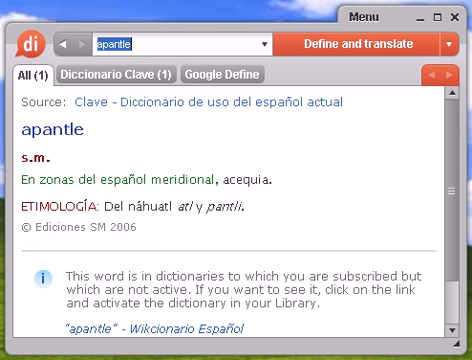 Menu
di apantle Define and translate
All (1) Diccionario Clave (1) Google Define
Source: Clave - Diccionario de uso del español actual
apantle
s.m.
En zonas del español meridional, acequia.
ETIMOLOGÍA: Del náhuatl atl y pantli.
© Ediciones SM 2006
i This word is in dictionaries to which you are subscribed but
which are not active. If you want to see it, click on the link
and activate the dictionary in your Library.
"apantle" - Wikcionario Español